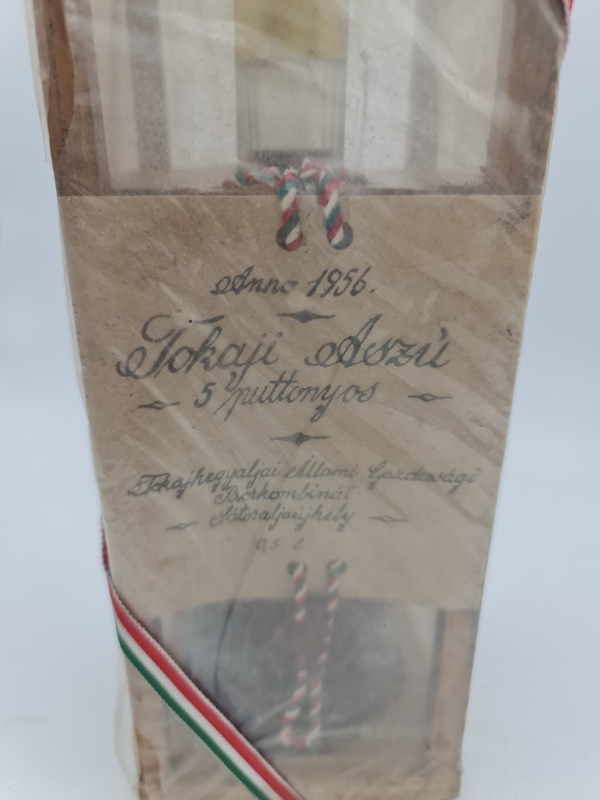 Anno 1956.
Tokaji Aszú
5 puttonyos
Tokajhegyaljai Állami Gazdasági
Borkombinát
Sátoraljaújhely
0,5 l